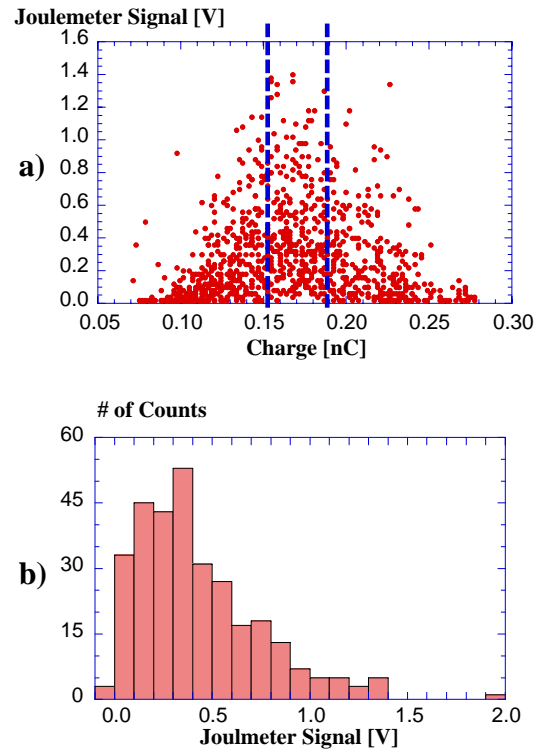 Joulemeter Signal [V]
1.6
1.4
1.2
1.0
a)
0.8
0.6
0.4
0.2
0.0
0.05 0.10 0.15 0.20 0.25 0.30
Charge [nC]
# of Counts
60
45
b)
30
15
0
0.0 0.5 1.0 1.5 2.0
Joulmeter Signal [V]